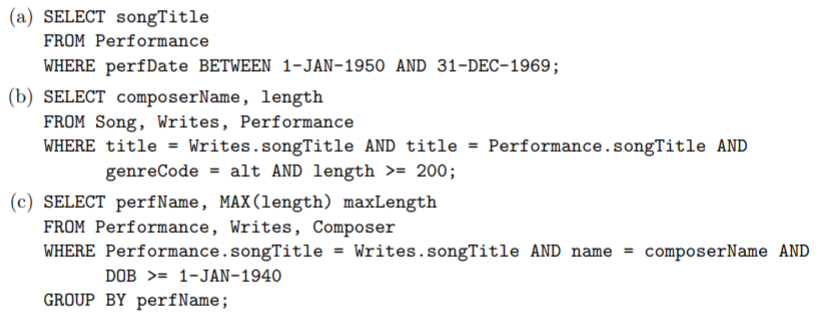 (a) SELECT songTitle
FROM Performance
WHERE perfDate BETWEEN 1-JAN-1950 AND 31-DEC-1969;
(b) SELECT composerName, length
FROM Song, Writes, Performance
WHERE title = Writes.songTitle AND title = Performance.songTitle AND
genreCode = alt AND length >= 200;
(c) SELECT perfName, MAX(length) maxLength
FROM Performance, Writes, Composer
WHERE Performance.songTitle = Writes.songTitle AND name = composerName AND
DOB >= 1-JAN-1940
GROUP BY perfName;